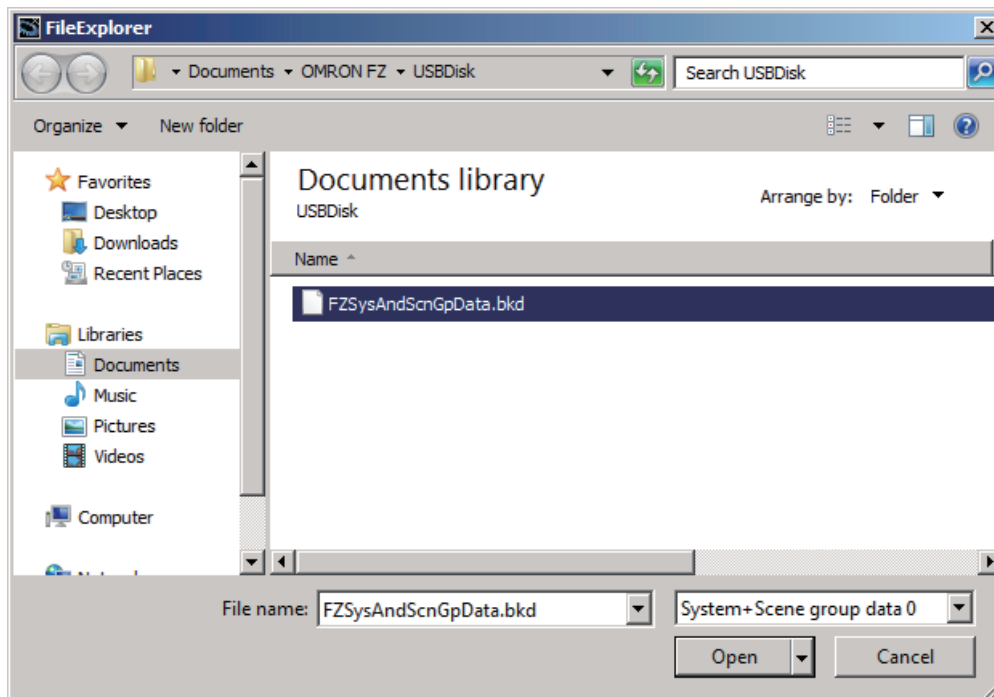 FileExplorer
Documents OMRON FZ USBDisk
Search USBDisk
Organize New folder
Favorites
Desktop
Downloads
Recent Places
Libraries
Documents
Music
Pictures
Videos
Computer
Documents library
USBDisk
Arrange by: Folder
Name
FZSysAndScnGpData.bkd
File name: FZSysAndScnGpData.bkd
System+Scene group data 0
Open Cancel